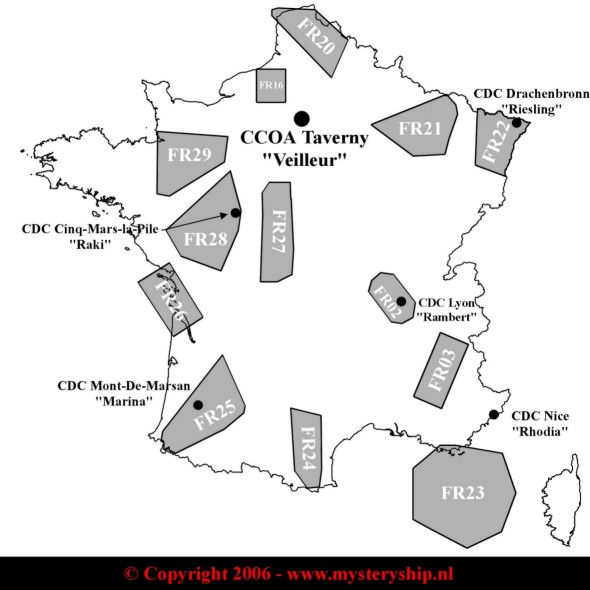 FR20
FR16
CDC Drachenbronn
"Riesling"
CCOA Taverny
"Veilleur"
FR21
FR22
FR29
CDC Cinq-Mars-la-Pile
"Raki"
FR28
FR27
FR26
FR02
CDC Lyon
"Rambert"
FR03
CDC Mont-De-Marsan
"Marina"
FR25
CDC Nice
"Rhodia"
FR24
FR23
© Copyright 2006 - www.mysteryship.nl